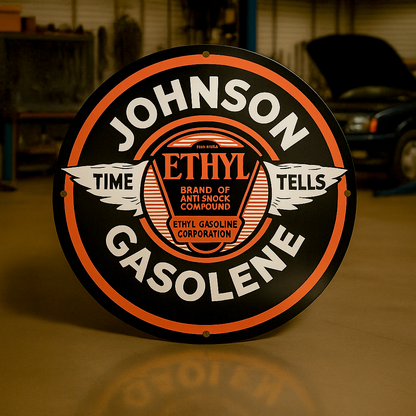 JOHNSON
ETHYL
TIME
TELLS
BRAND OF
ANTI SNOCK
COMPOUND
ETHYL GASOLINE
CORPORATION
GASOLENE